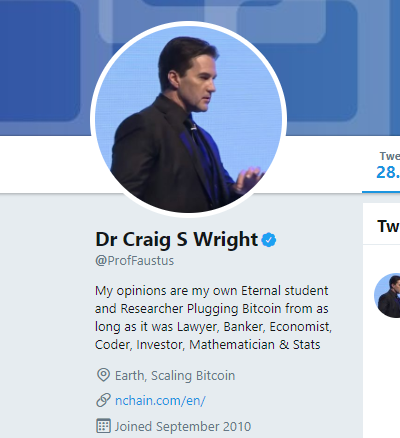 Twe
28.
Dr Craig S Wright
@ProfFaustus
Tw
My opinions are my own Eternal student
and Researcher Plugging Bitcoin from as
long as it was Lawyer, Banker, Economist,
Coder, Investor, Mathematician & Stats
Earth, Scaling Bitcoin
nchain.com/en/
Joined September 2010